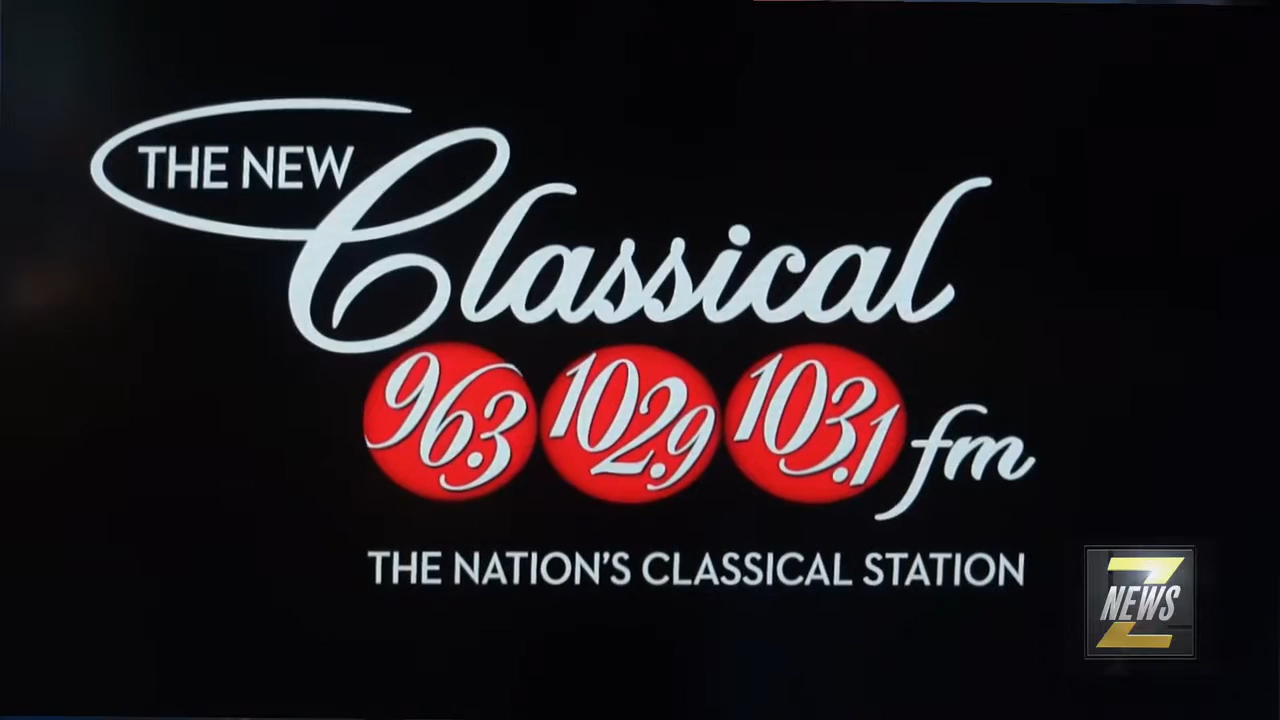 THE NEW
Classical
96.3 102.9 103.1 fm
THE NATION'S CLASSICAL STATION
Z
NEWS